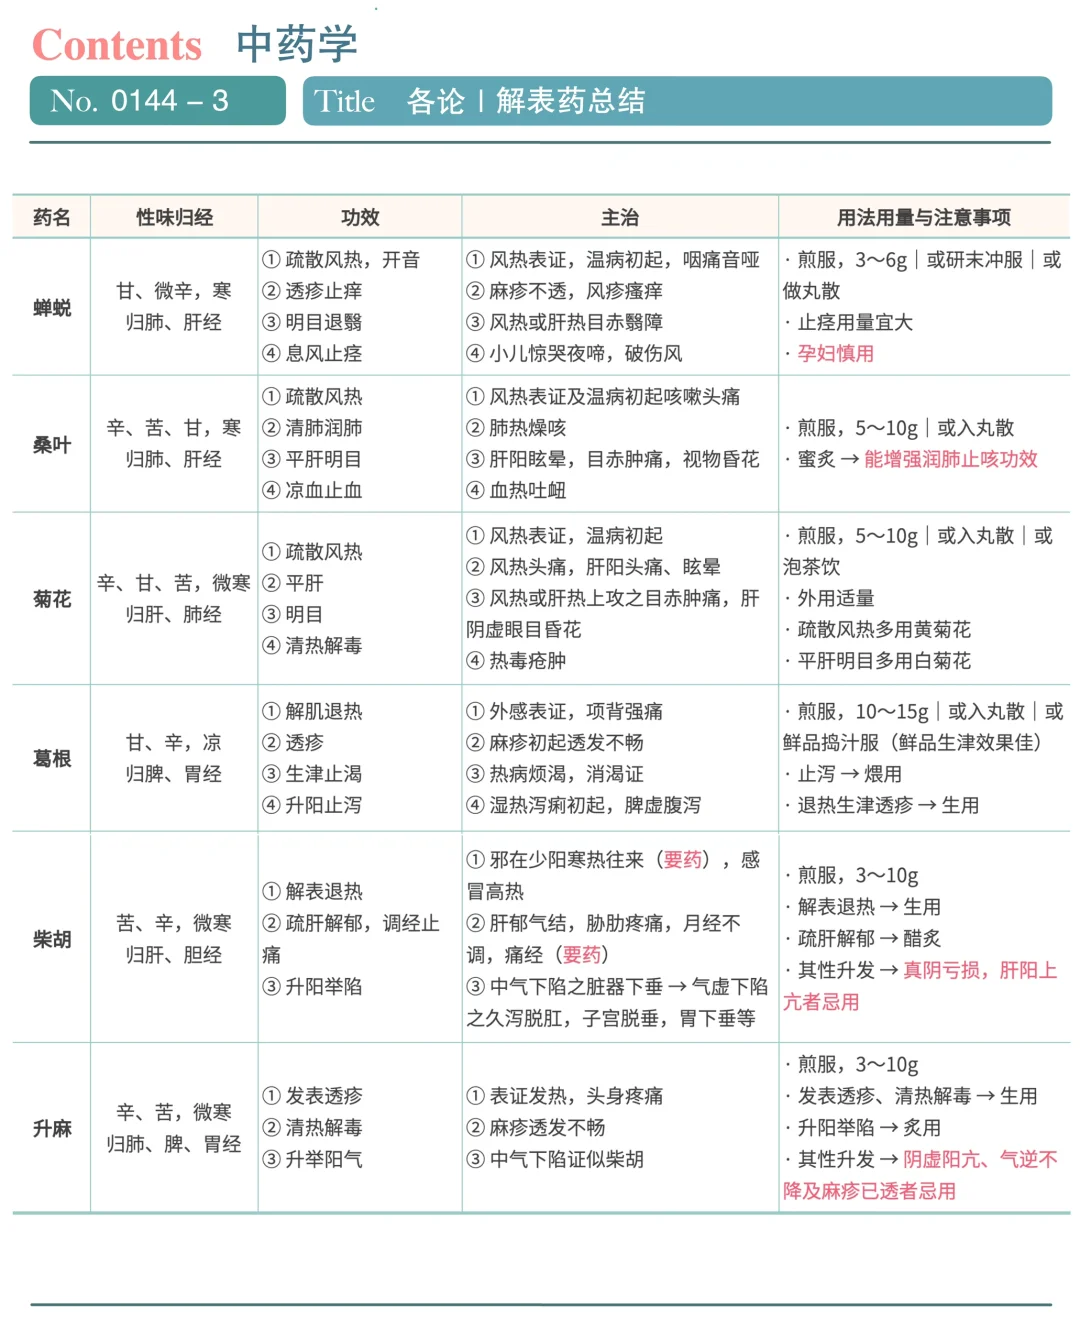 Contents 中药学
No. 0144 – 3
Title 各论 | 解表药总结
药名 性味归经 功效 主治 用法用量与注意事项
蝉蜕
甘、微辛，寒
归肺、肝经
① 疏散风热，开音
② 透疹止痒
③ 明目退翳
④ 息风止痉
① 风热表证，温病初起，咽痛音哑
② 麻疹不透，风疹瘙痒
③ 风热或肝热目赤翳障
④ 小儿惊哭夜啼，破伤风
· 煎服，3～6g｜或研末冲服｜或
做丸散
· 止痉用量宜大
· 孕妇慎用
桑叶
辛、苦、甘，寒
归肺、肝经
① 疏散风热
② 清肺润肺
③ 平肝明目
④ 凉血止血
① 风热表证及温病初起咳嗽头痛
② 肺热燥咳
③ 肝阳眩晕，目赤肿痛，视物昏花
④ 血热吐衄
· 煎服，5～10g｜或入丸散
· 蜜炙 → 能增强润肺止咳功效
菊花
辛、甘、苦，微寒
归肝、肺经
① 疏散风热
② 平肝
③ 明目
④ 清热解毒
① 风热表证，温病初起
② 风热头痛，肝阳头痛、眩晕
③ 风热或肝热上攻之目赤肿痛，肝
阴虚眼目昏花
④ 热毒疮肿
· 煎服，5～10g｜或入丸散｜或
泡茶饮
· 外用适量
· 疏散风热多用黄菊花
· 平肝明目多用白菊花
葛根
甘、辛，凉
归脾、胃经
① 解肌退热
② 透疹
③ 生津止渴
④ 升阳止泻
① 外感表证，项背强痛
② 麻疹初起透发不畅
③ 热病烦渴，消渴证
④ 湿热泻痢初起，脾虚腹泻
· 煎服，10～15g｜或入丸散｜或
鲜品捣汁服（鲜品生津效果佳）
· 止泻 → 煨用
· 退热生津透疹 → 生用
柴胡
苦、辛，微寒
归肝、胆经
① 解表退热
② 疏肝解郁，调经止
痛
③ 升阳举陷
① 邪在少阳寒热往来（要药），感
冒高热
② 肝郁气结，胁肋疼痛，月经不
调，痛经（要药）
③ 中气下陷之脏器下垂 → 气虚下陷
之久泻脱肛，子宫脱垂，胃下垂等
· 煎服，3～10g
· 解表退热 → 生用
· 疏肝解郁 → 醋炙
· 其性升发 → 真阴亏损，肝阳上
亢者忌用
升麻
辛、苦，微寒
归肺、脾、胃经
① 发表透疹
② 清热解毒
③ 升举阳气
① 表证发热，头身疼痛
② 麻疹透发不畅
③ 中气下陷证似柴胡
· 煎服，3～10g
· 发表透疹、清热解毒 → 生用
· 升阳举陷 → 炙用
· 其性升发 → 阴虚阳亢、气逆不
降及麻疹已透者忌用